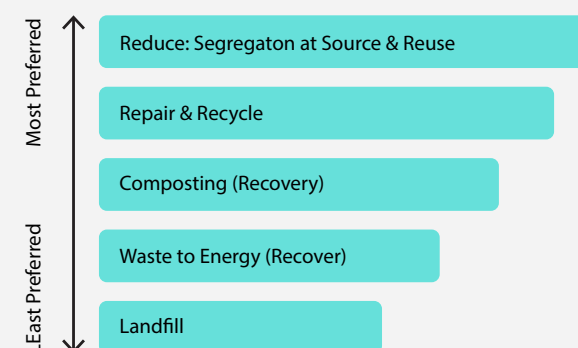 Most Preferred
Reduce: Segregaton at Source & Reuse
Repair & Recycle
Composting (Recovery)
Waste to Energy (Recover)
LEast Preferred
Landfill